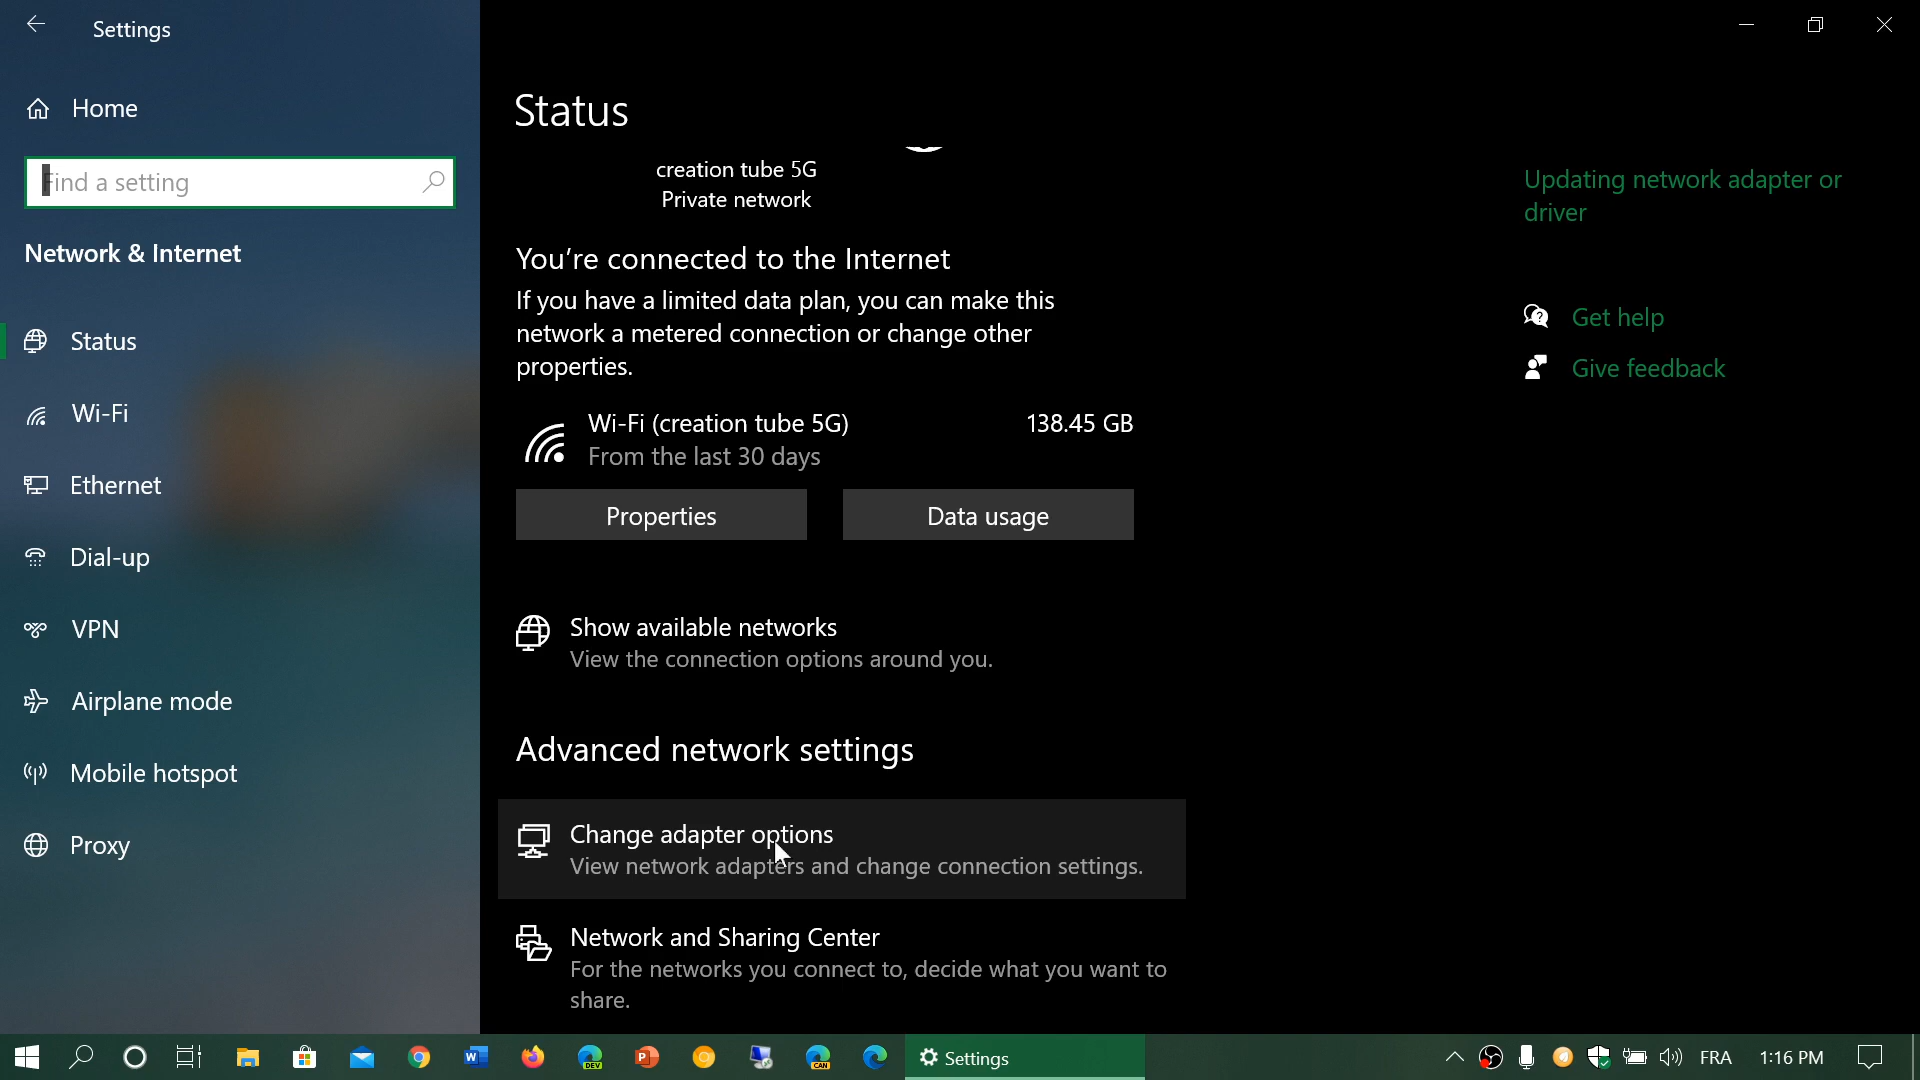 Settings
Home
Find a setting
Network & Internet
Status
Wi-Fi
Ethernet
Dial-up
VPN
Airplane mode
Mobile hotspot
Proxy
Status
creation tube 5G
Private network
You're connected to the Internet
If you have a limited data plan, you can make this
network a metered connection or change other
properties.
Wi-Fi (creation tube 5G) 138.45 GB
From the last 30 days
Properties Data usage
Show available networks
View the connection options around you.
Advanced network settings
Change adapter options
View network adapters and change connection settings.
Network and Sharing Center
For the networks you connect to, decide what you want to
share.
Updating network adapter or
driver
Get help
Give feedback
W DEV P CAN Settings FRA 1:16 PM